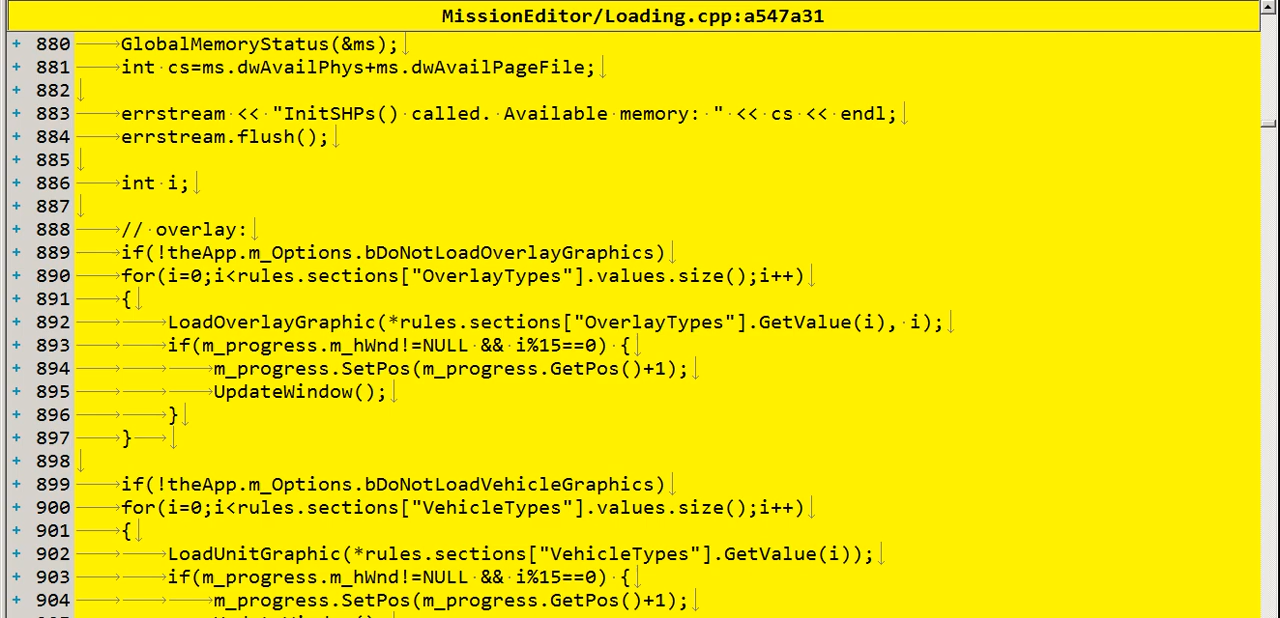 MissionEditor/Loading.cpp:a547a31
+ 880 GlobalMemoryStatus(&ms);
+ 881 int cs=ms.dwAvailPhys+ms.dwAvailPageFile;
+ 882
+ 883 errstream << "InitSHPs() called. Available memory: " << cs << endl;
+ 884 errstream.flush();
+ 885
+ 886 int i;
+ 887
+ 888 // overlay:
+ 889 if(!theApp.m_Options.bDoNotLoadOverlayGraphics)
+ 890 for(i=0;i<rules.sections["OverlayTypes"].values.size();i++)
+ 891 {
+ 892 LoadOverlayGraphic(*rules.sections["OverlayTypes"].GetValue(i), i);
+ 893 if(m_progress.m_hWnd!=NULL && i%15==0) {
+ 894 m_progress.SetPos(m_progress.GetPos()+1);
+ 895 UpdateWindow();
+ 896 }
+ 897 }
+ 898
+ 899 if(!theApp.m_Options.bDoNotLoadVehicleGraphics)
+ 900 for(i=0;i<rules.sections["VehicleTypes"].values.size();i++)
+ 901 {
+ 902 LoadUnitGraphic(*rules.sections["VehicleTypes"].GetValue(i));
+ 903 if(m_progress.m_hWnd!=NULL && i%15==0) {
+ 904 m_progress.SetPos(m_progress.GetPos()+1);